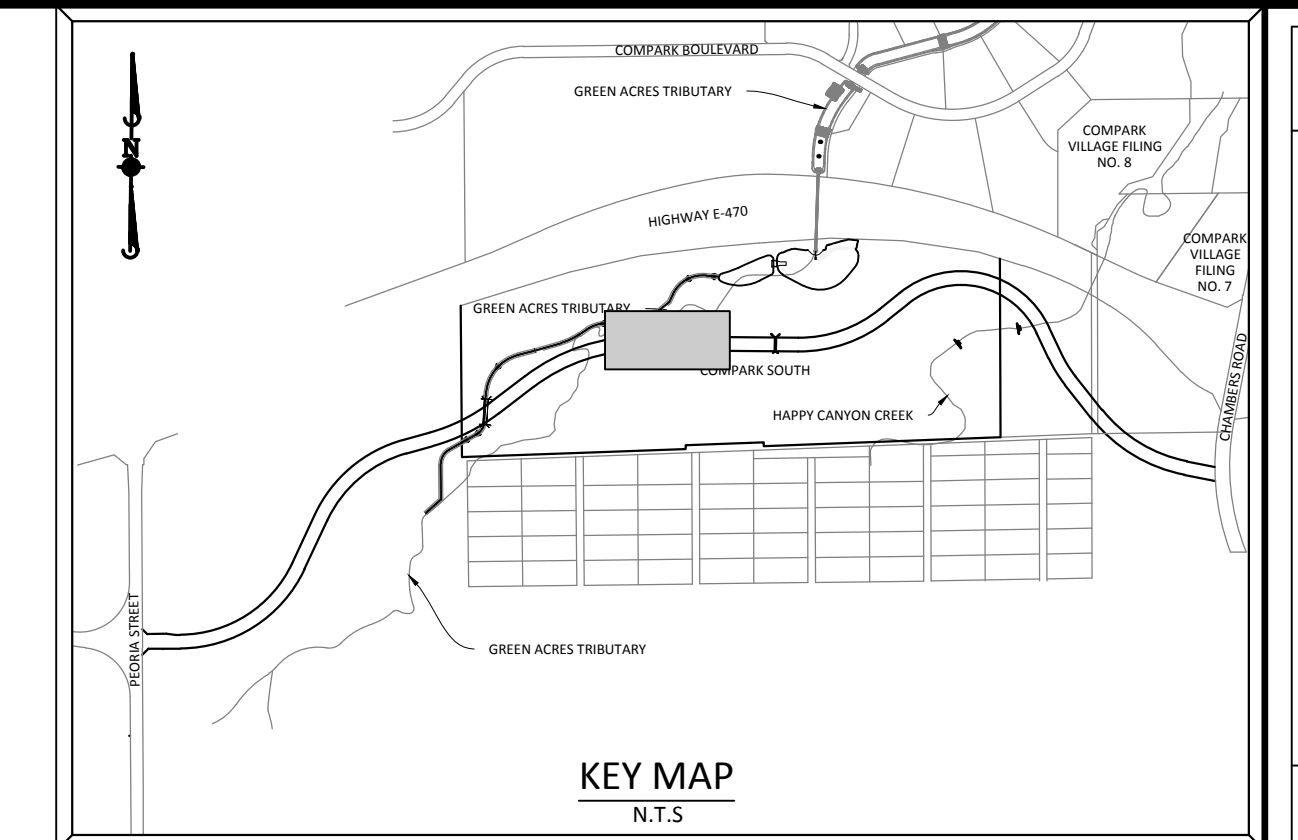 COMPARK BOULEVARD
GREEN ACRES TRIBUTARY
COMPARK
VILLAGE FILING
NO. 8
N
HIGHWAY E-470
COMPARK
VILLAGE
FILING
NO. 7
GREEN ACRES TRIBUTARY
COMPARK SOUTH
HAPPY CANYON CREEK
CHAMBERS ROAD
PEORIA STREET
GREEN ACRES TRIBUTARY
KEY MAP
N.T.S